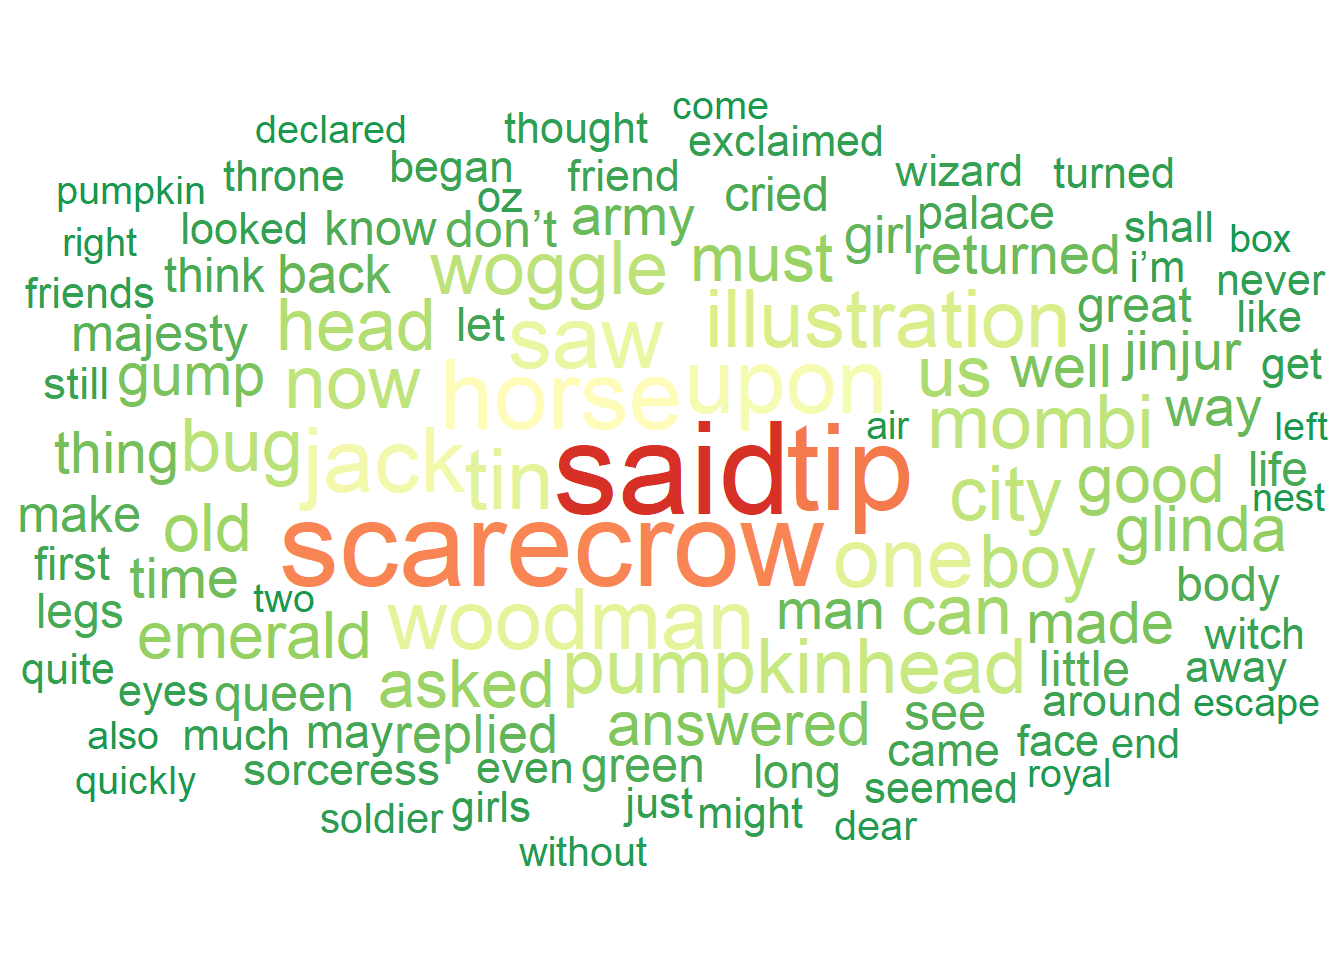 come
declared thought exclaimed
pumpkin throne began oz friend cried wizard turned
right looked know don’t army girl palace shall box
friends think back woggle must returned i’m never
majesty head let saw illustration great like
still gump now horse upon us well jinjur get
thing bug jack tin said tip air mombi way left
make old scarecrow one boy city good life nest
first time two woodman man can made glinda body
legs emerald pumpkinhead little witch
quite eyes queen asked answered see around away escape
also much may replied came face end
quickly sorceress even green long seemed royal
soldier girls just might dear
without